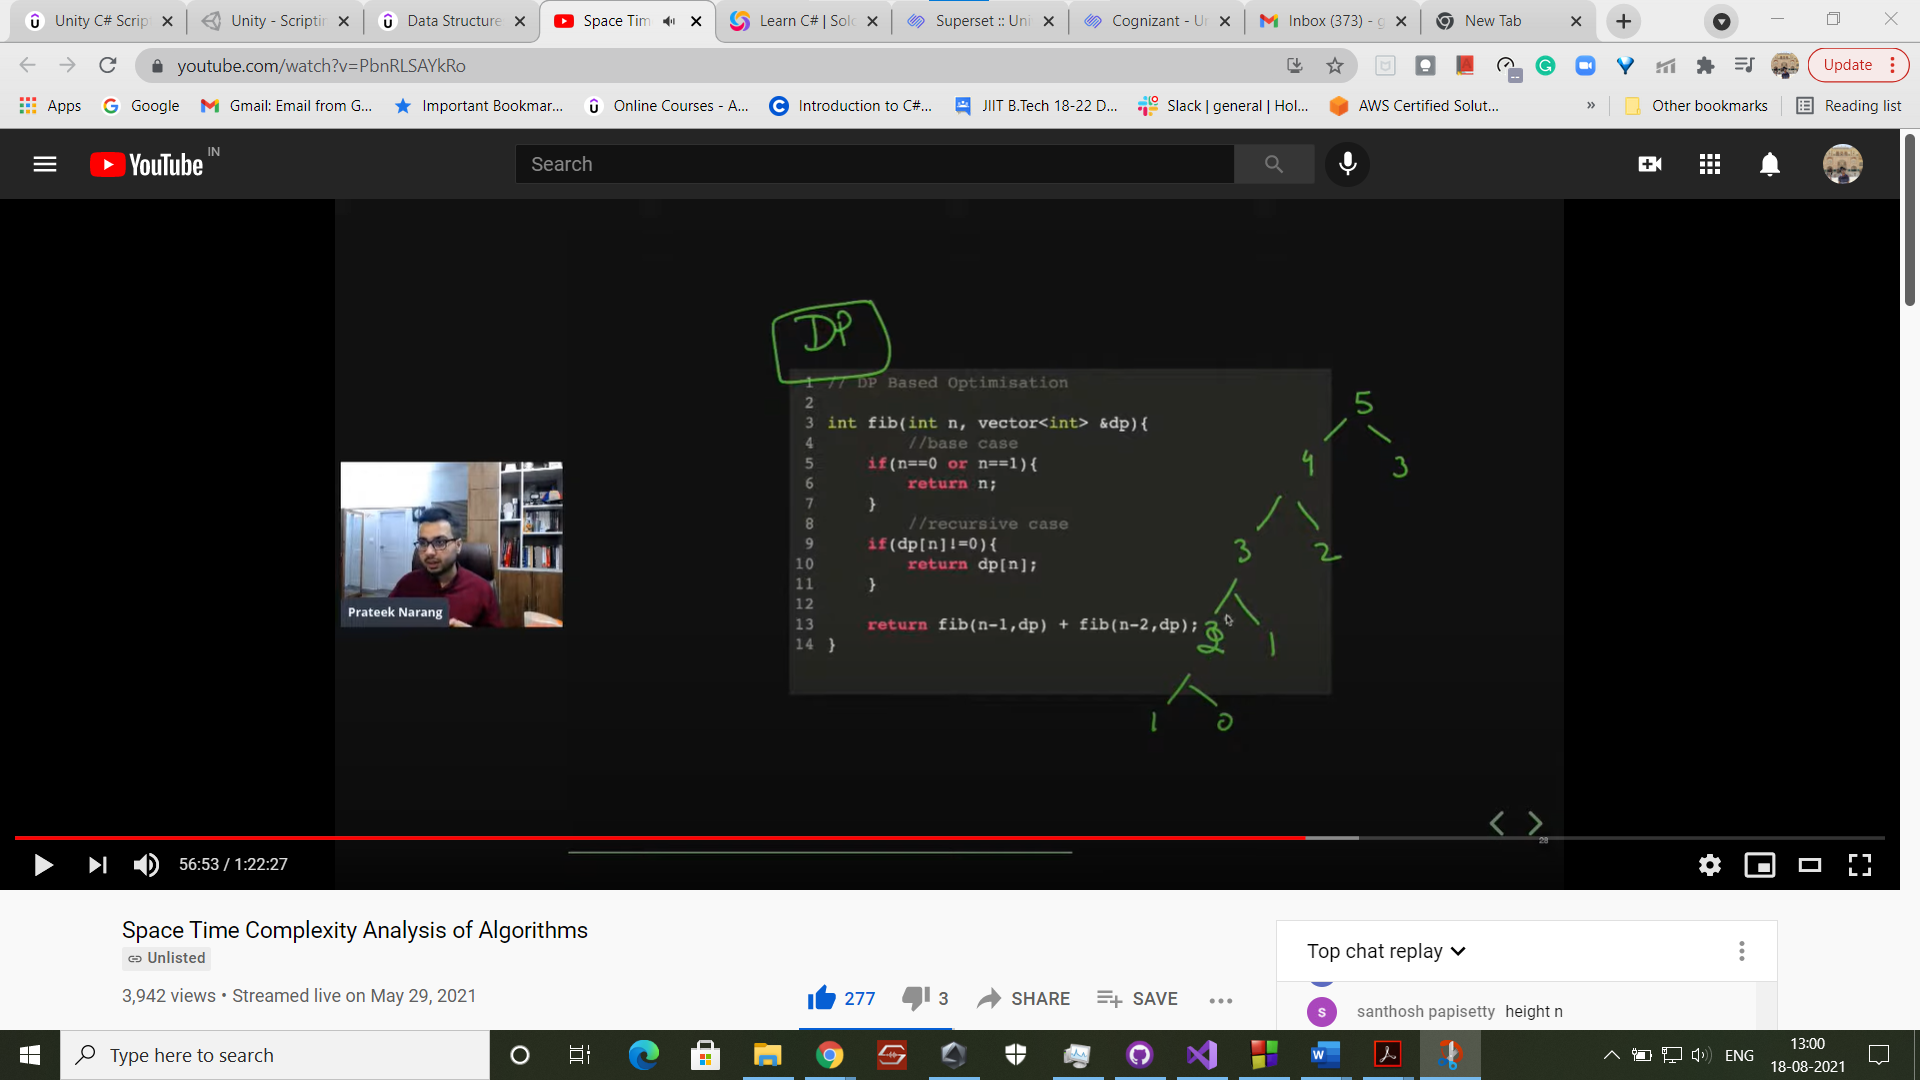 Unity C# Scrip
Unity - Scriptin
Data Structure
Space Tim
Learn C# | Solo
Superset :: Uni
Cognizant - Ur
Inbox (373) - g
New Tab
youtube.com/watch?v=PbnRLSAYkRo
Update
Apps
Google
Gmail: Email from G...
Important Bookmar...
Online Courses - A...
Introduction to C#...
JIIT B.Tech 18-22 D...
Slack | general | Hol...
AWS Certified Solut...
»
Other bookmarks
Reading list
YouTube IN
Search
DP
1 // DP Based Optimisation
2
3 int fib(int n, vector<int> &dp){
4 //base case
5 if(n==0 or n==1){
6 return n;
7 }
8 //recursive case
9 if(dp[n]!=0){
10 return dp[n];
11 }
12
13 return fib(n-1,dp) + fib(n-2,dp);
14 }
5
4 3
3 2
2 1
1 0
Prateek Narang
28
56:53 / 1:22:27
Space Time Complexity Analysis of Algorithms
Unlisted
3,942 views • Streamed live on May 29, 2021
277
3
SHARE
SAVE
Top chat replay
s
santhosh papisetty height n
Type here to search
ENG
13:00
18-08-2021